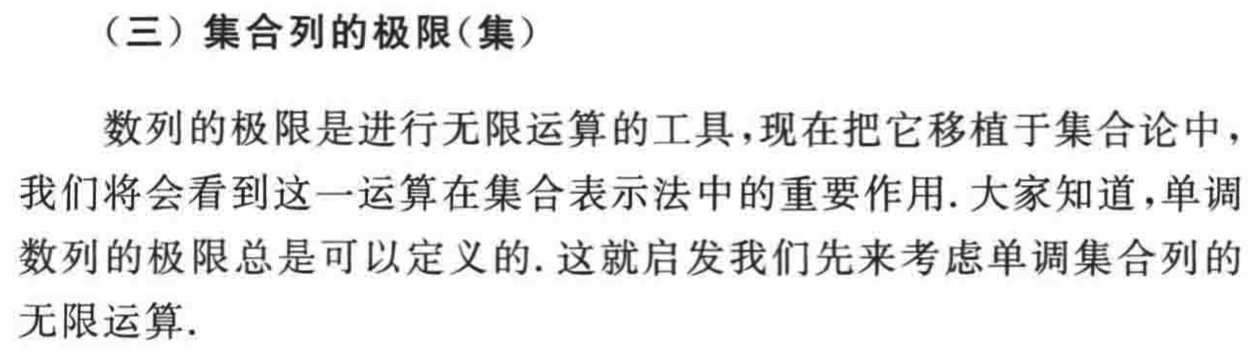 （三）集合列的极限（集）
数列的极限是进行无限运算的工具，现在把它移植于集合论中，
我们将会看到这一运算在集合表示法中的重要作用. 大家知道，单调
数列的极限总是可以定义的. 这就启发我们先来考虑单调集合列的
无限运算.